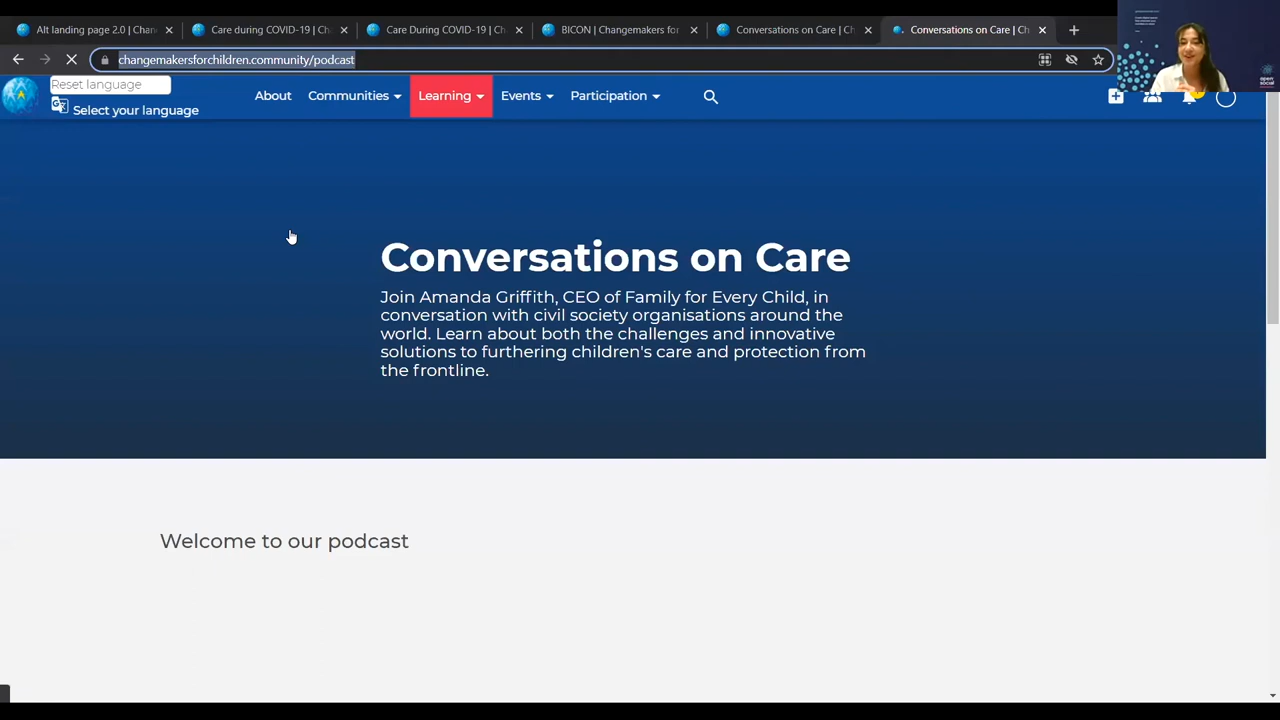 Alt landing page 2.0 | Chan
Care during COVID-19 | Ch
Care During COVID-19 | Ch
BICON | Changemakers for
Conversations on Care | Ch
Conversations on Care | Ch
changemakersforchildren.community/podcast
Reset language
Select your language
About
Communities
Learning
Events
Participation
open social
Conversations on Care
Join Amanda Griffith, CEO of Family for Every Child, in
conversation with civil society organisations around the
world. Learn about both the challenges and innovative
solutions to furthering children's care and protection from
the frontline.
Welcome to our podcast